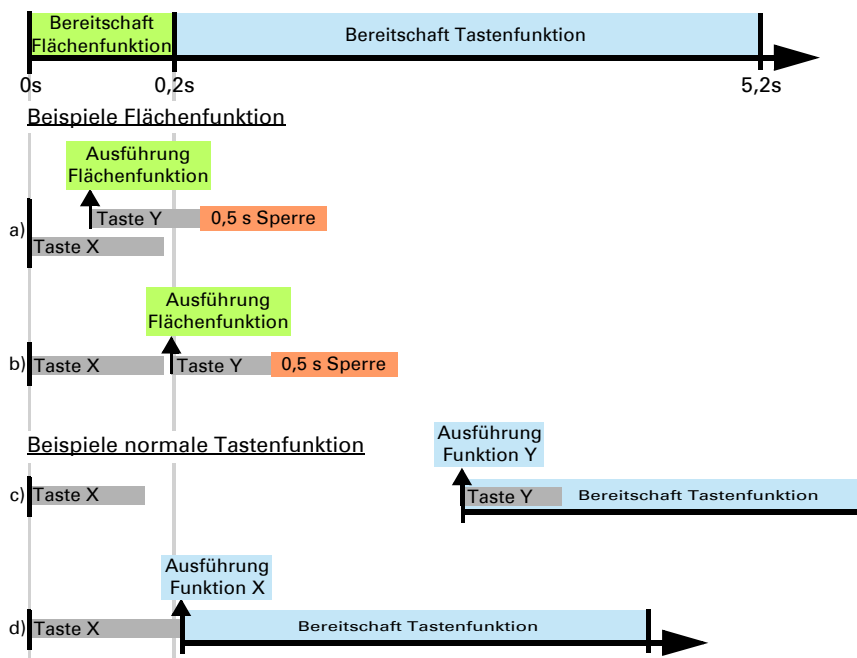 Bereitschaft
Flächenfunktion
Bereitschaft Tastenfunktion
0s
0,2s
5,2s
Beispiele Flächenfunktion
Ausführung
Flächenfunktion
a)
Taste Y
0,5 s Sperre
Taste X
Ausführung
Flächenfunktion
b)
Taste X
Taste Y
0,5 s Sperre
Beispiele normale Tastenfunktion
Ausführung
Funktion Y
c)
Taste X
Taste Y
Bereitschaft Tastenfunktion
Ausführung
Funktion X
d)
Taste X
Bereitschaft Tastenfunktion